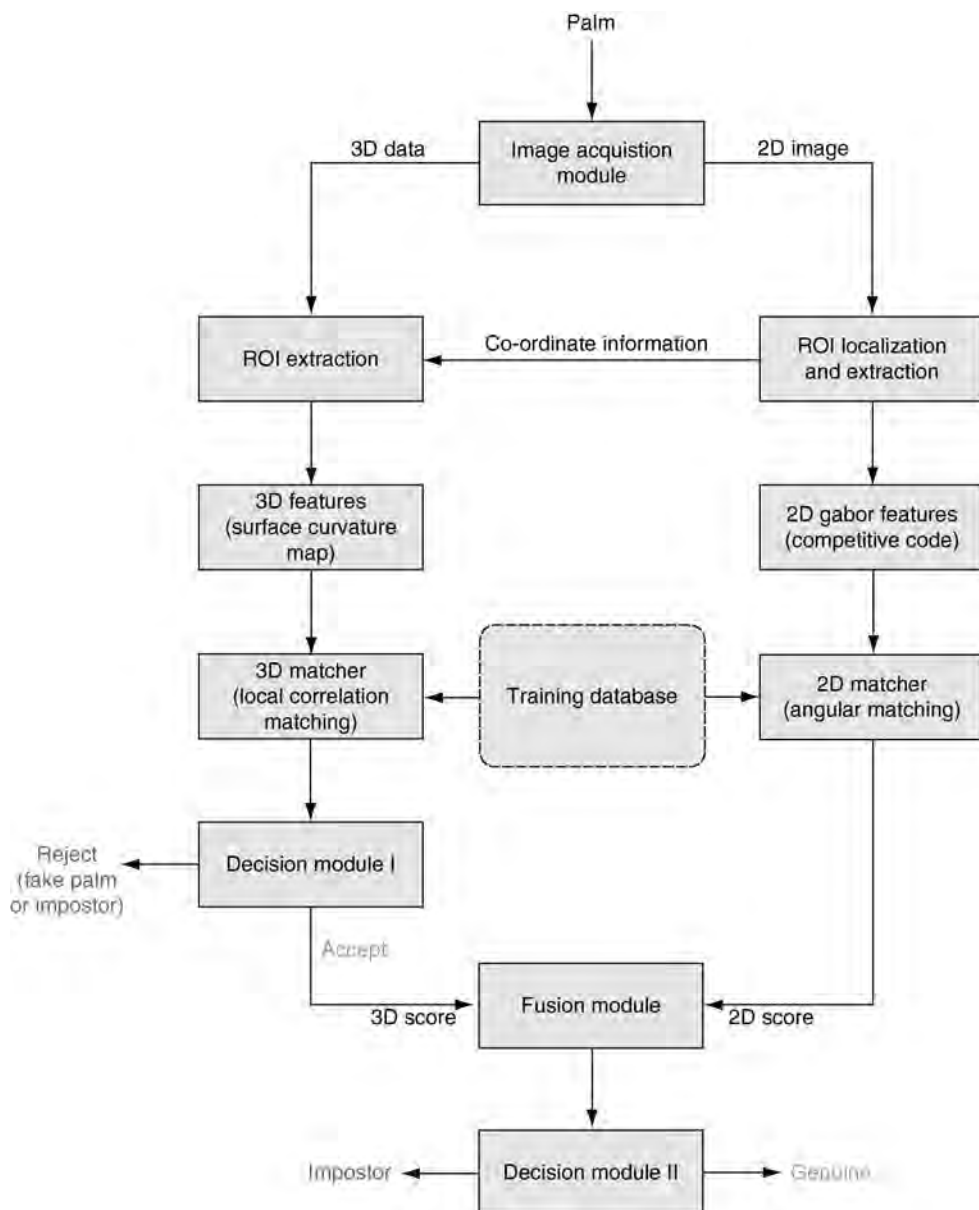 Palm
3D data
Image acquistion
module
2D image
ROI extraction
Co-ordinate information
ROI localization
and extraction
3D features
(surface curvature
map)
2D gabor features
(competitive code)
3D matcher
(local correlation
matching)
Training database
2D matcher
(angular matching)
Reject
(fake palm
or impostor)
Decision module I
Accept
3D score
Fusion module
2D score
Impostor
Decision module II
Genuine